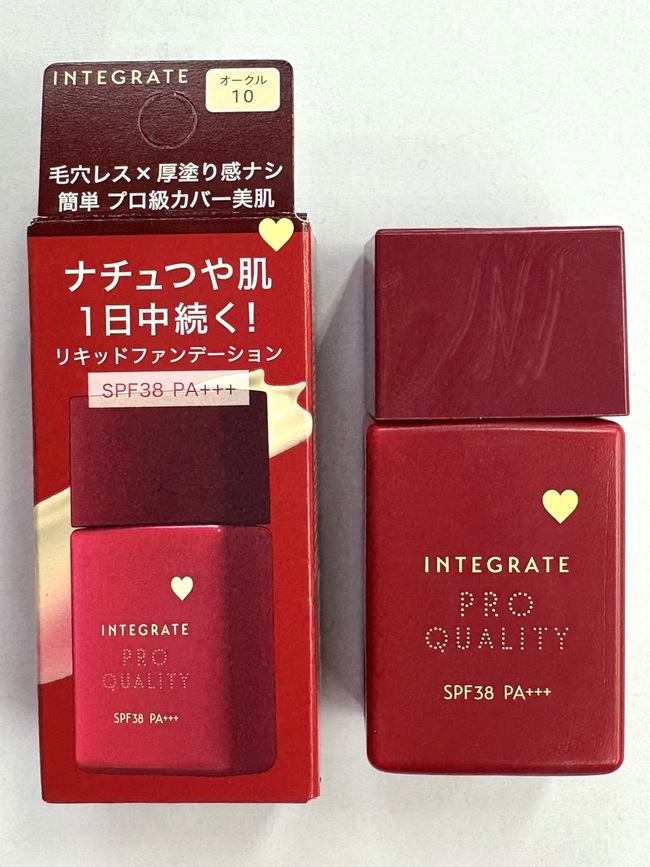 INTEGRATE
オークル
10
毛穴レス×厚塗り感ナシ
簡単 プロ級カバー美肌
ナチュつや肌
1日中続く!
リキッドファンデーション
SPF38 PA+++
INTEGRATE
PRO
QUALITY
SPF38 PA+++
INTEGRATE
PRO
QUALITY
SPF38 PA+++